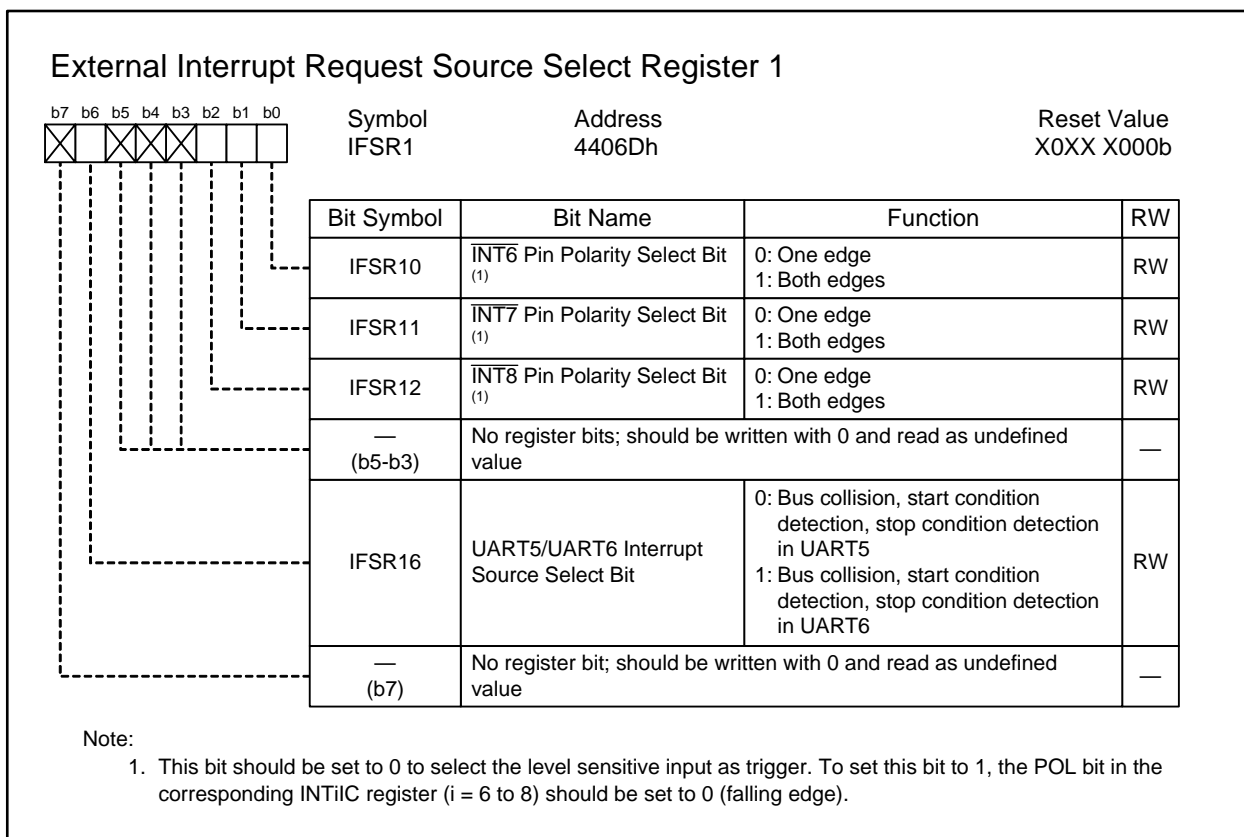 External Interrupt Request Source Select Register 1
b7 b6 b5 b4 b3 b2 b1 b0
Symbol Address Reset Value
IFSR1 4406Dh X0XX X000b
Bit Symbol Bit Name Function RW
IFSR10 INT6 Pin Polarity Select Bit (1) 0: One edge 1: Both edges RW
IFSR11 INT7 Pin Polarity Select Bit (1) 0: One edge 1: Both edges RW
IFSR12 INT8 Pin Polarity Select Bit (1) 0: One edge 1: Both edges RW
— (b5-b3) No register bits; should be written with 0 and read as undefined value —
IFSR16 UART5/UART6 Interrupt Source Select Bit 0: Bus collision, start condition detection, stop condition detection in UART5 1: Bus collision, start condition detection, stop condition detection in UART6 RW
— (b7) No register bit; should be written with 0 and read as undefined value —
Note:
1. This bit should be set to 0 to select the level sensitive input as trigger. To set this bit to 1, the POL bit in the
corresponding INTiIC register (i = 6 to 8) should be set to 0 (falling edge).